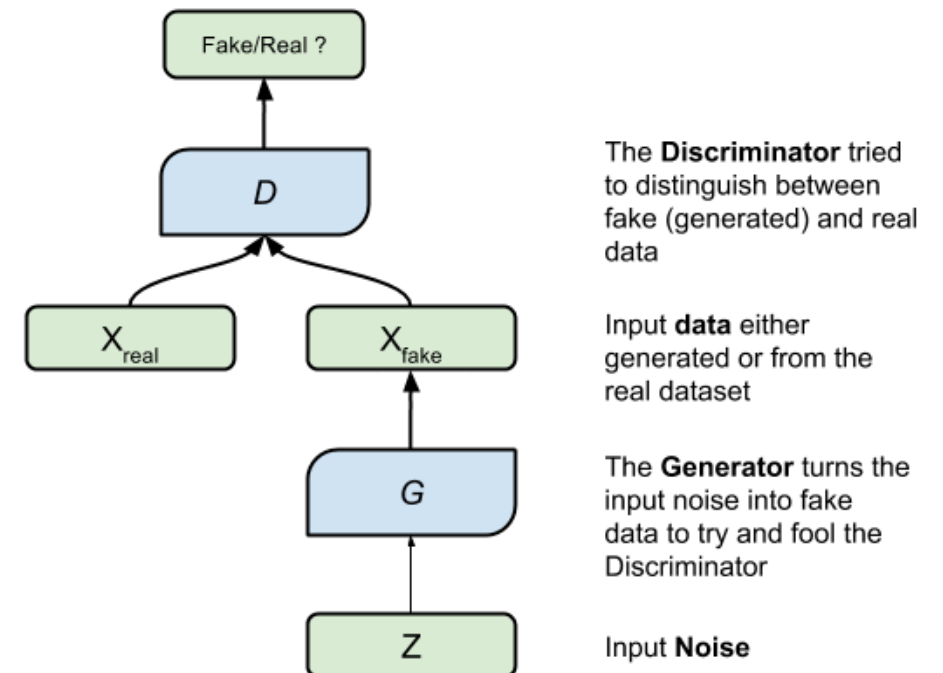 Fake/Real ?
D
The Discriminator tried
to distinguish between
fake (generated) and real
data
Xreal
Xfake
Input data either
generated or from the
real dataset
G
The Generator turns the
input noise into fake
data to try and fool the
Discriminator
Z
Input Noise